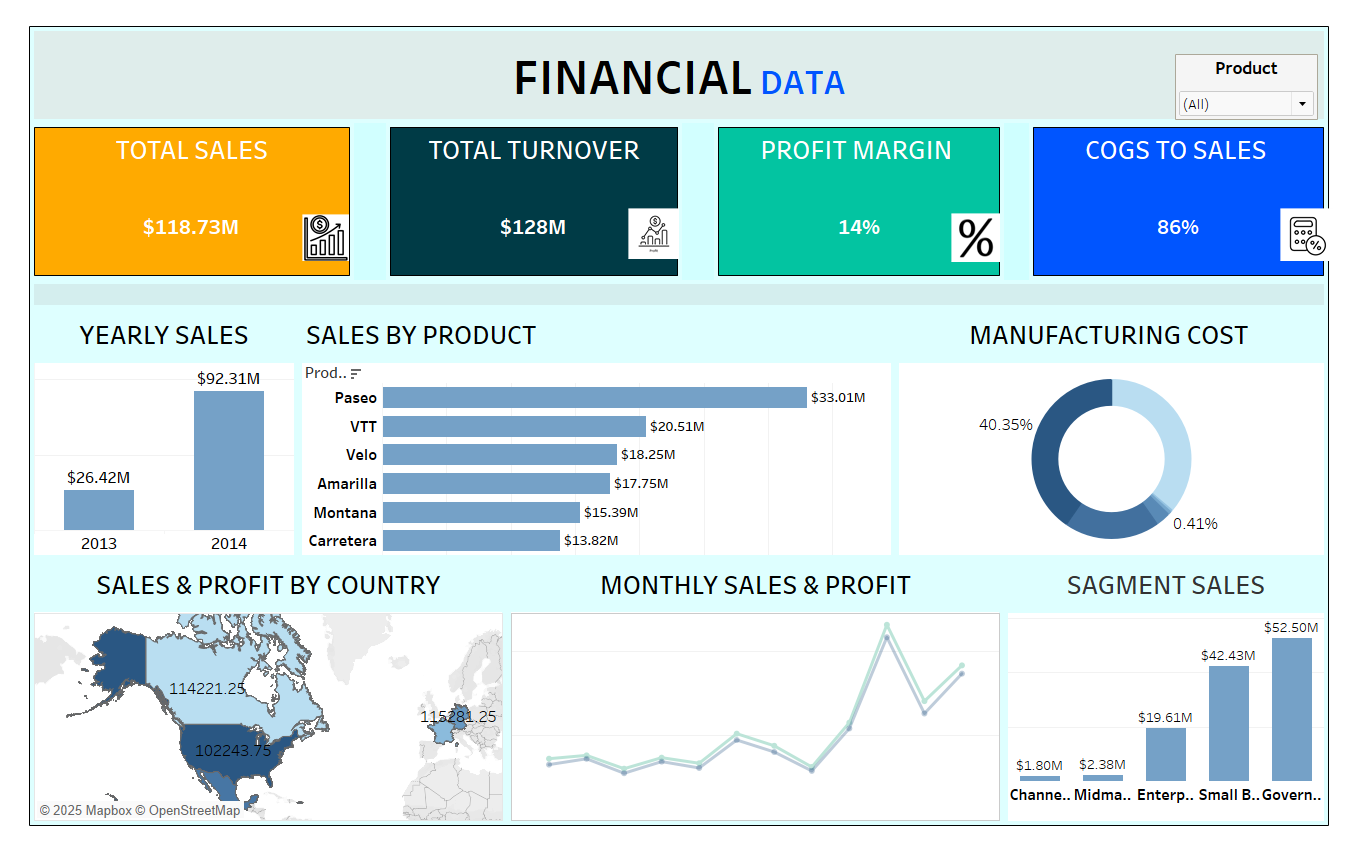 FINANCIAL DATA
Product
(All)
TOTAL SALES
$118.73M
TOTAL TURNOVER
$128M
PROFIT MARGIN
14%
%
COGS TO SALES
86%
YEARLY SALES
$92.31M
$26.42M
2013
2014
SALES BY PRODUCT
Prod..
Paseo $33.01M
VTT $20.51M
Velo $18.25M
Amarilla $17.75M
Montana $15.39M
Carretera $13.82M
MANUFACTURING COST
40.35%
0.41%
SALES & PROFIT BY COUNTRY
114221.25
115281.25
102243.75
© 2025 Mapbox © OpenStreetMap
MONTHLY SALES & PROFIT
SAGMENT SALES
$1.80M
$2.38M
$19.61M
$42.43M
$52.50M
Channe.. Midma.. Enterp.. Small B.. Govern..